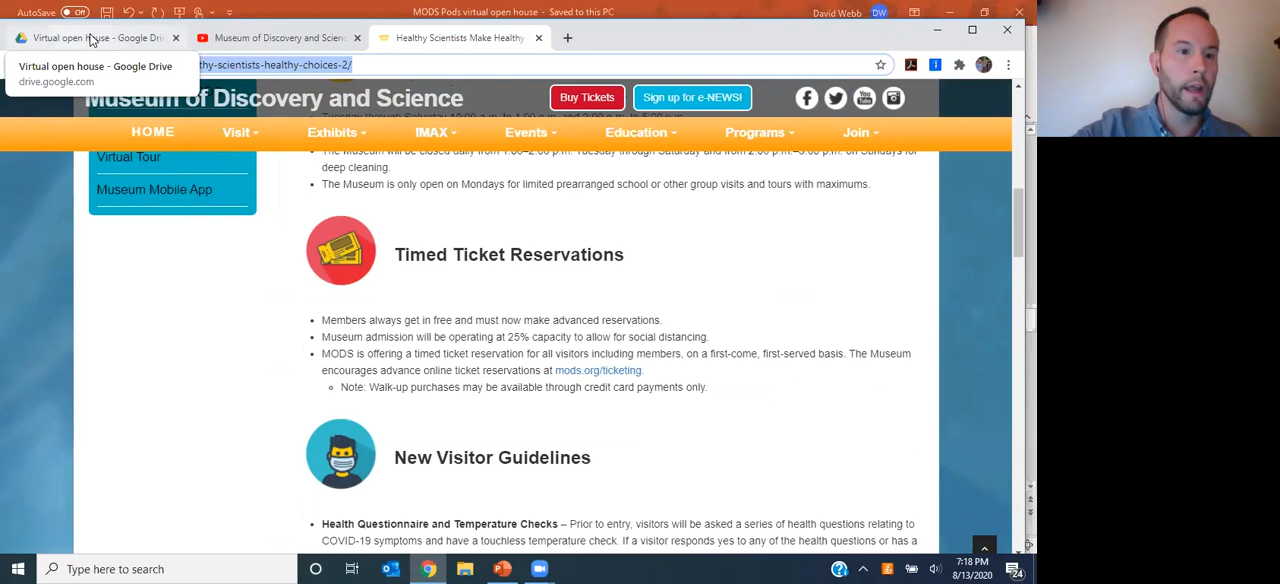 AutoSave Off MODS Pods virtual open house - Saved to this PC David Webb DW
Virtual open house - Google Dri
Museum of Discovery and Scienc
Healthy Scientists Make Healthy
Virtual open house - Google Drive
drive.google.com
thy-scientists-healthy-choices-2/
Museum of Discovery and Science
Buy Tickets
Sign up for e-NEWS!
HOME Visit Exhibits IMAX Events Education Programs Join
Virtual Tour
Museum Mobile App
The Museum will be closed daily from 1:00–2:00 p.m. Tuesday through Saturday and from 2:00 p.m.–3:00 p.m. on Sundays for
deep cleaning.
The Museum is only open on Mondays for limited prearranged school or other group visits and tours with maximums.
Timed Ticket Reservations
Members always get in free and must now make advanced reservations.
Museum admission will be operating at 25% capacity to allow for social distancing.
MODS is offering a timed ticket reservation for all visitors including members, on a first-come, first-served basis. The Museum
encourages advance online ticket reservations at mods.org/ticketing.
Note: Walk-up purchases may be available through credit card payments only.
New Visitor Guidelines
Health Questionnaire and Temperature Checks – Prior to entry, visitors will be asked a series of health questions relating to
COVID-19 symptoms and have a touchless temperature check. If a visitor responds yes to any of the health questions or has a
Type here to search
7:18 PM
8/13/2020
24